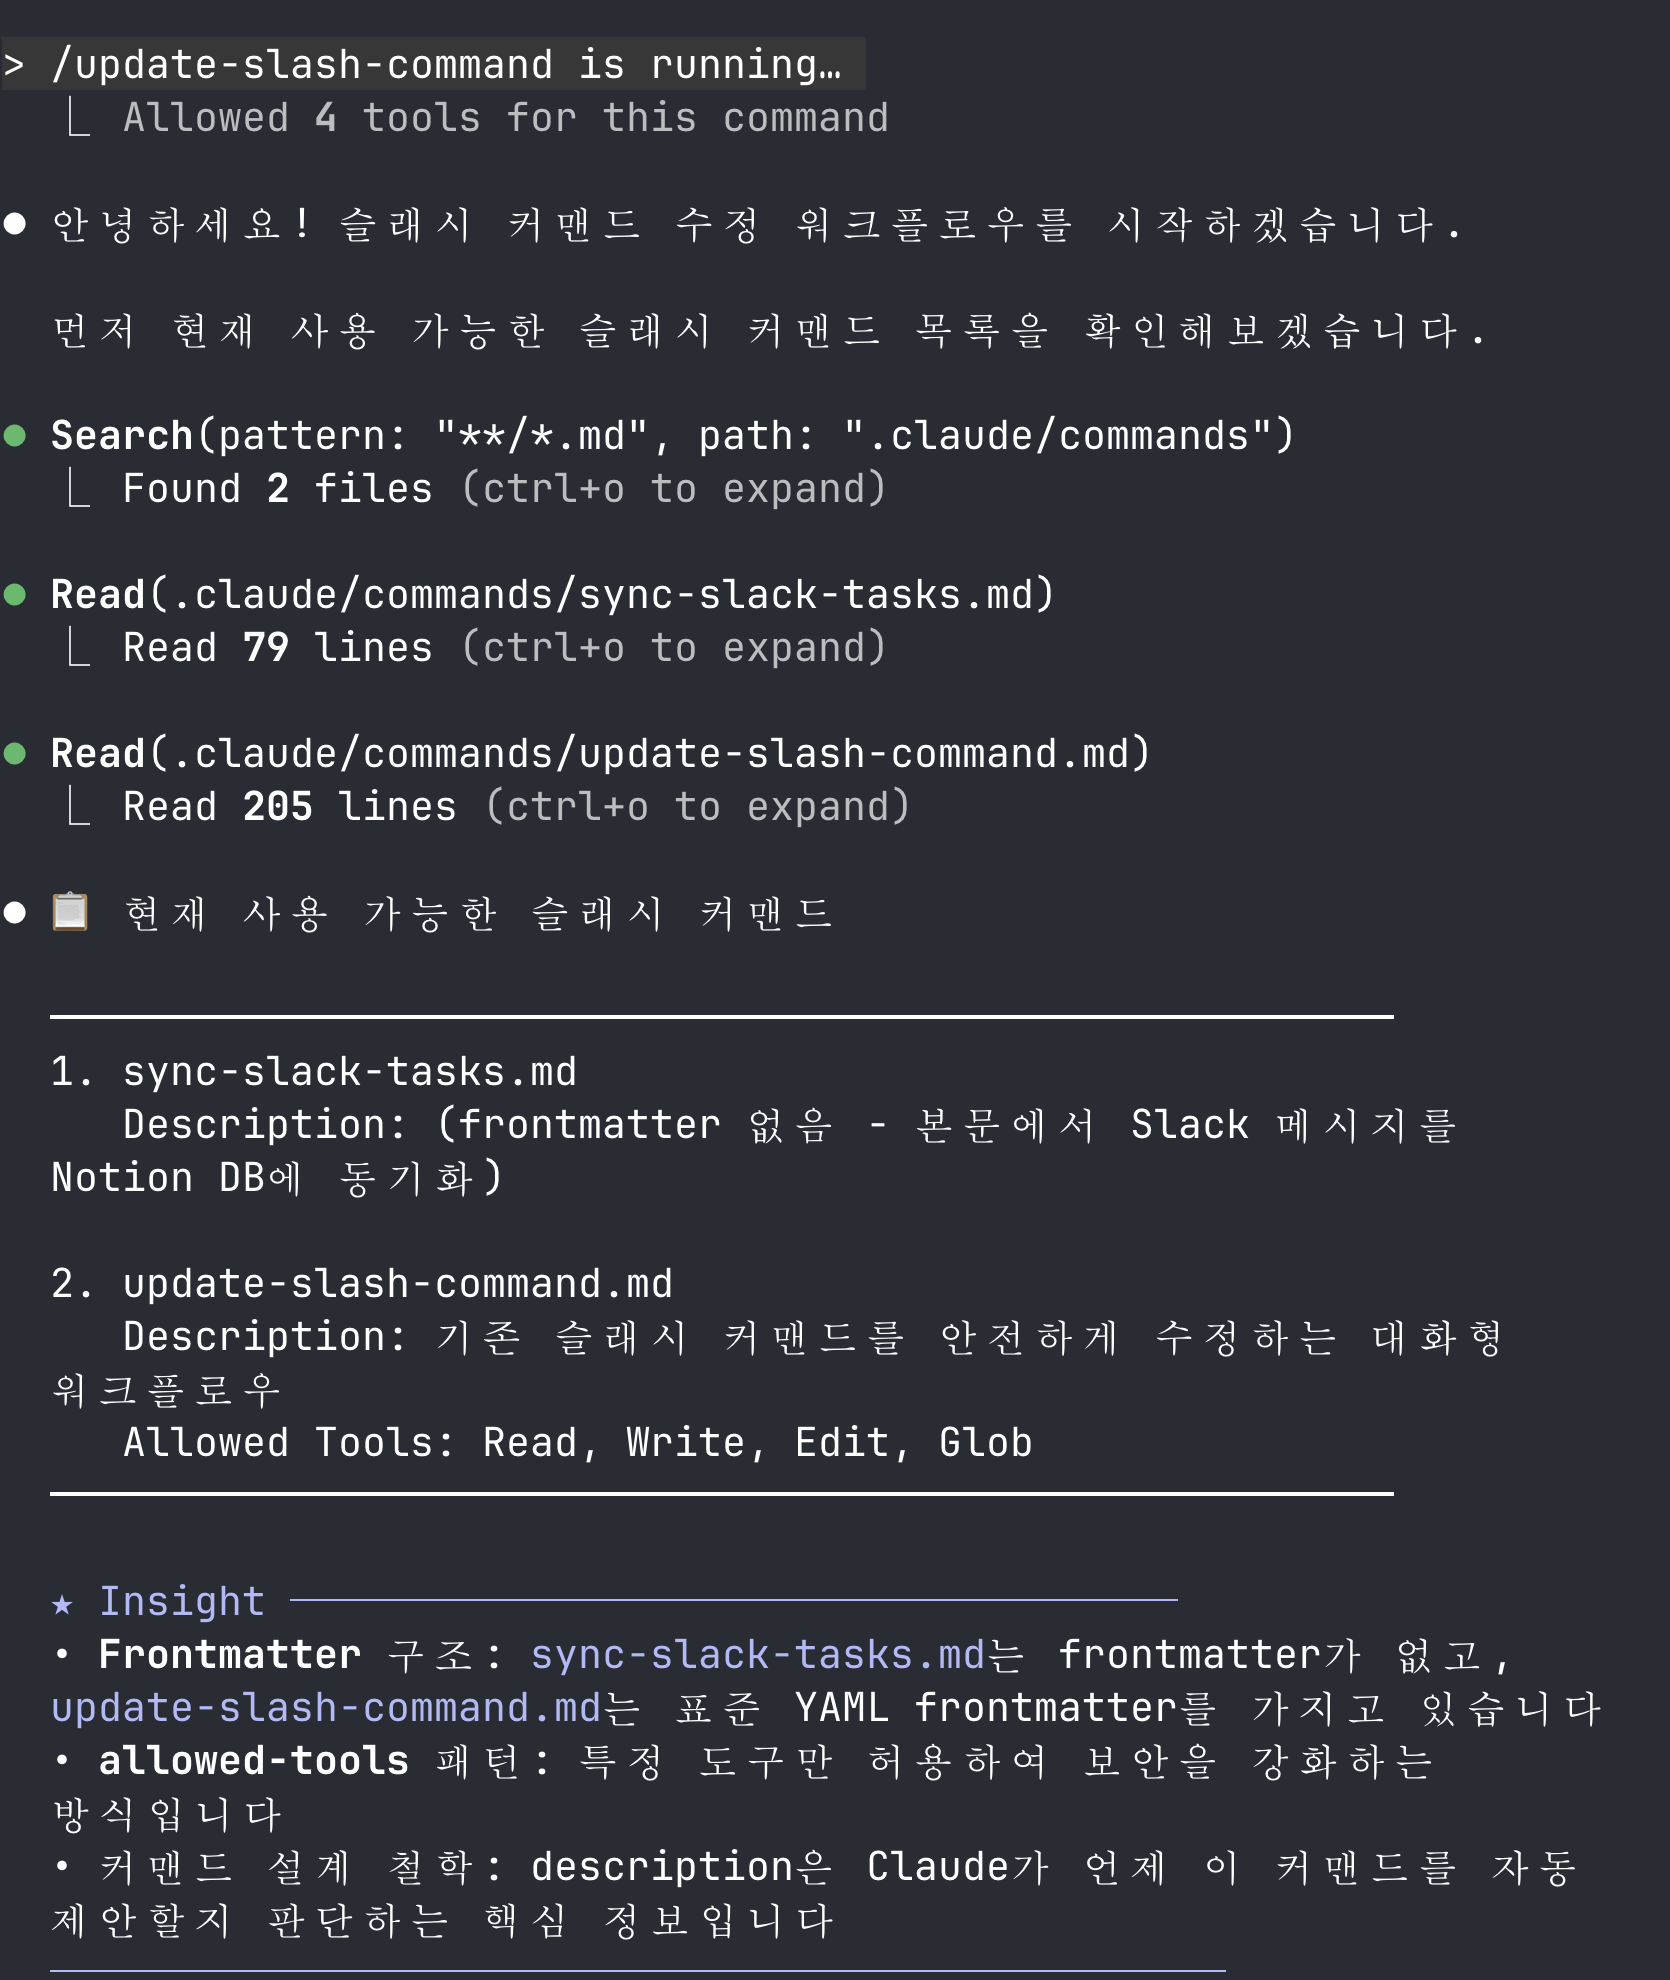 > /update-slash-command is running…
⎿ Allowed 4 tools for this command
● 안녕하세요! 슬래시 커맨드 수정 워크플로우를 시작하겠습니다.
먼저 현재 사용 가능한 슬래시 커맨드 목록을 확인해보겠습니다.
● Search(pattern: "**/*.md", path: ".claude/commands")
⎿ Found 2 files (ctrl+o to expand)
● Read(.claude/commands/sync-slack-tasks.md)
⎿ Read 79 lines (ctrl+o to expand)
● Read(.claude/commands/update-slash-command.md)
⎿ Read 205 lines (ctrl+o to expand)
● 📋 현재 사용 가능한 슬래시 커맨드
1. sync-slack-tasks.md
Description: (frontmatter 없음 - 본문에서 Slack 메시지를
Notion DB에 동기화)
2. update-slash-command.md
Description: 기존 슬래시 커맨드를 안전하게 수정하는 대화형
워크플로우
Allowed Tools: Read, Write, Edit, Glob
★ Insight
• Frontmatter 구조: sync-slack-tasks.md는 frontmatter가 없고,
update-slash-command.md는 표준 YAML frontmatter를 가지고 있습니다
• allowed-tools 패턴: 특정 도구만 허용하여 보안을 강화하는
방식입니다
• 커맨드 설계 철학: description은 Claude가 언제 이 커맨드를 자동
제안할지 판단하는 핵심 정보입니다